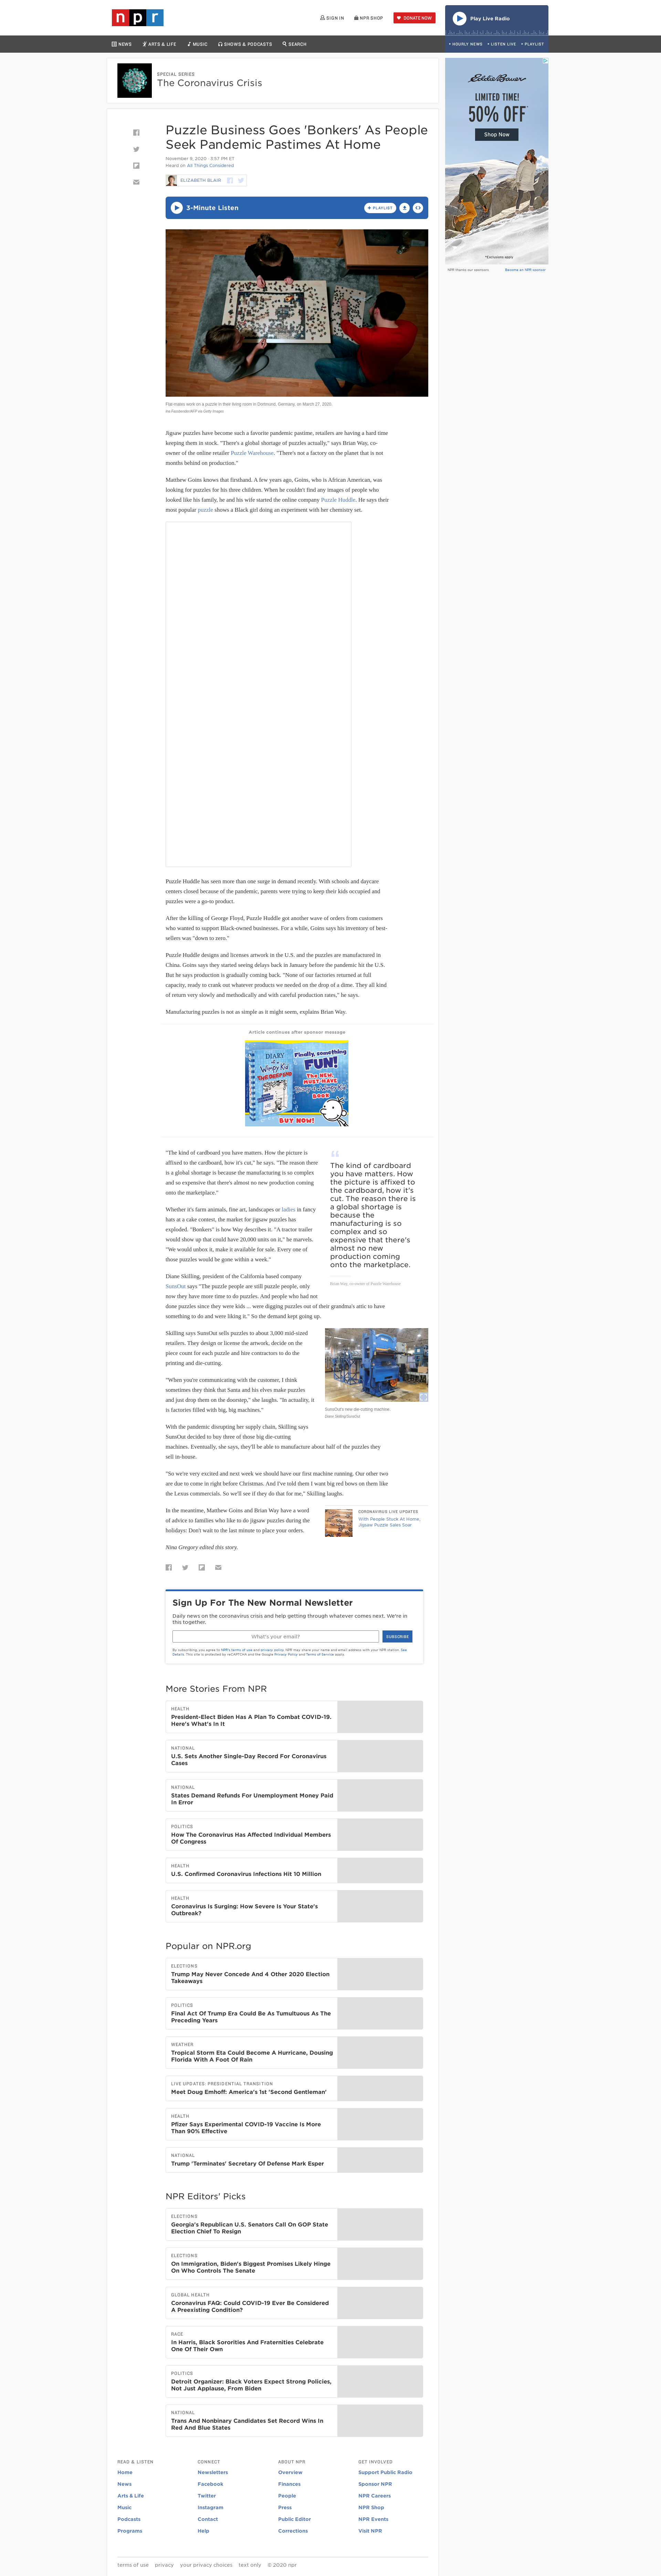 npr
SIGN IN
NPR SHOP
DONATE NOW
Play Live Radio
NEWS
ARTS & LIFE
MUSIC
SHOWS & PODCASTS
SEARCH
HOURLY NEWS
LISTEN LIVE
PLAYLIST
SPECIAL SERIES
The Coronavirus Crisis
Eddie Bauer
LIMITED TIME!
50% OFF*
Shop Now
*Exclusions apply
NPR thanks our sponsors
Become an NPR sponsor
Puzzle Business Goes 'Bonkers' As People
Seek Pandemic Pastimes At Home
November 9, 2020 · 3:57 PM ET
Heard on All Things Considered
ELIZABETH BLAIR
3-Minute Listen
+ PLAYLIST
work on a puzzle in their living room in Dortmund, Germany, on March 27, 2020.
Ina Fassbender/AFP via Getty Images
Jigsaw puzzles have become such a favorite pandemic pastime, retailers are having a hard time
keeping them in stock. "There's a global shortage of puzzles actually," says Brian Way, co-
owner of the online retailer Puzzle Warehouse. "There's not a factory on the planet that is not
months behind on production."
Matthew Goins knows that firsthand. A few years ago, Goins, who is African American, was
looking for puzzles for his three children. When he couldn't find any images of people who
looked like his family, he and his wife started the online company Puzzle Huddle. He says their
most popular puzzle shows a Black girl doing an experiment with her chemistry set.
Puzzle Huddle has seen more than one surge in demand recently. With schools and daycare
centers closed because of the pandemic, parents were trying to keep their kids occupied and
puzzles were a go-to product.
After the killing of George Floyd, Puzzle Huddle got another wave of orders from customers
who wanted to support Black-owned businesses. For a while, Goins says his inventory of best-
sellers was "down to zero."
Puzzle Huddle designs and licenses artwork in the U.S. and the puzzles are manufactured in
China. Goins says they started seeing delays back in January before the pandemic hit the U.S.
But he says production is gradually coming back. "None of our factories returned at full
capacity, ready to crank out whatever products we needed on the drop of a dime. They all kind
of return very slowly and methodically and with careful production rates," he says.
Manufacturing puzzles is not as simple as it might seem, explains Brian Way.
Article continues after sponsor message
DIARY of a Wimpy Kid
Finally, something FUN!
The NEW, MUST-HAVE BOOK
BUY NOW!
"The kind of cardboard you have matters. How the picture is
affixed to the cardboard, how it's cut," he says. "The reason there
is a global shortage is because the manufacturing is so complex
and so expensive that there's almost no new production coming
onto the marketplace."
The kind of cardboard
you have matters. How
the picture is affixed to
the cardboard, how it's
cut. The reason there is
a global shortage is
because the
manufacturing is so
complex and so
expensive that there's
almost no new
production coming
onto the marketplace.
Brian Way, co-owner of Puzzle Warehouse
Whether it's farm animals, fine art, landscapes or ladies in fancy
hats at a cake contest, the market for jigsaw puzzles has
exploded. "Bonkers" is how Way describes it. "A tractor trailer
would show up that could have 20,000 units on it," he marvels.
"We would unbox it, make it available for sale. Every one of
those puzzles would be gone within a week."
Diane Skilling, president of the California based company
SunsOut says "The puzzle people are still puzzle people, only
now they have more time to do puzzles. And people who had not
done puzzles since they were kids ... were digging puzzles out of their grandma's attic to have
something to do and were liking it." So the demand kept going up.
Skilling says SunsOut sells puzzles to about 3,000 mid-sized
retailers. They design or license the artwork, decide on the
piece count for each puzzle and hire contractors to do the
printing and die-cutting.
SunsOut's new die-cutting machine.
Diane Skilling/SunsOut
"When you're communicating with the customer, I think
sometimes they think that Santa and his elves make puzzles
and just drop them on the doorstep," she laughs. "In actuality, it
is factories filled with big, big machines."
With the pandemic disrupting her supply chain, Skilling says
SunsOut decided to buy three of those big die-cutting
machines. Eventually, she says, they'll be able to manufacture about half of the puzzles they
sell in-house.
"So we're very excited and next week we should have our first machine running. Our other two
are due to come in right before Christmas. And I've told them I want big red bows on them like
the Lexus commercials. So we'll see if they do that for me," Skilling laughs.
In the meantime, Matthew Goins and Brian Way have a word
of advice to families who like to do jigsaw puzzles during the
holidays: Don't wait to the last minute to place your orders.
CORONAVIRUS LIVE UPDATES
With People Stuck At Home,
Jigsaw Puzzle Sales Soar
Nina Gregory edited this story.
Sign Up For The New Normal Newsletter
Daily news on the coronavirus crisis and help getting through whatever comes next. We're in
this together.
What's your email?
SUBSCRIBE
By subscribing, you agree to NPR's terms of use and privacy policy. NPR may share your name and email address with your NPR station. See
Details. This site is protected by reCAPTCHA and the Google Privacy Policy and Terms of Service apply.
More Stories From NPR
HEALTH
President-Elect Biden Has A Plan To Combat COVID-19.
Here's What's In It
NATIONAL
U.S. Sets Another Single-Day Record For Coronavirus
Cases
NATIONAL
States Demand Refunds For Unemployment Money Paid
In Error
POLITICS
How The Coronavirus Has Affected Individual Members
Of Congress
HEALTH
U.S. Confirmed Coronavirus Infections Hit 10 Million
HEALTH
Coronavirus Is Surging: How Severe Is Your State's
Outbreak?
Popular on NPR.org
ELECTIONS
Trump May Never Concede And 4 Other 2020 Election
Takeaways
POLITICS
Final Act Of Trump Era Could Be As Tumultuous As The
Preceding Years
WEATHER
Tropical Storm Eta Could Become A Hurricane, Dousing
Florida With A Foot Of Rain
LIVE UPDATES: PRESIDENTIAL TRANSITION
Meet Doug Emhoff: America's 1st 'Second Gentleman'
HEALTH
Pfizer Says Experimental COVID-19 Vaccine Is More
Than 90% Effective
NATIONAL
Trump 'Terminates' Secretary Of Defense Mark Esper
NPR Editors' Picks
ELECTIONS
Georgia's Republican U.S. Senators Call On GOP State
Election Chief To Resign
ELECTIONS
On Immigration, Biden's Biggest Promises Likely Hinge
On Who Controls The Senate
GLOBAL HEALTH
Coronavirus FAQ: Could COVID-19 Ever Be Considered
A Preexisting Condition?
RACE
In Harris, Black Sororities And Fraternities Celebrate
One Of Their Own
POLITICS
Detroit Organizer: Black Voters Expect Strong Policies,
Not Just Applause, From Biden
NATIONAL
Trans And Nonbinary Candidates Set Record Wins In
Red And Blue States
READ & LISTEN
Home
News
Arts & Life
Music
Podcasts
Programs
CONNECT
Newsletters
Facebook
Twitter
Instagram
Contact
Help
ABOUT NPR
Overview
Finances
People
Press
Public Editor
Corrections
GET INVOLVED
Support Public Radio
Sponsor NPR
NPR Careers
NPR Shop
NPR Events
Visit NPR
terms of use
privacy
your privacy choices
text only
© 2020 npr